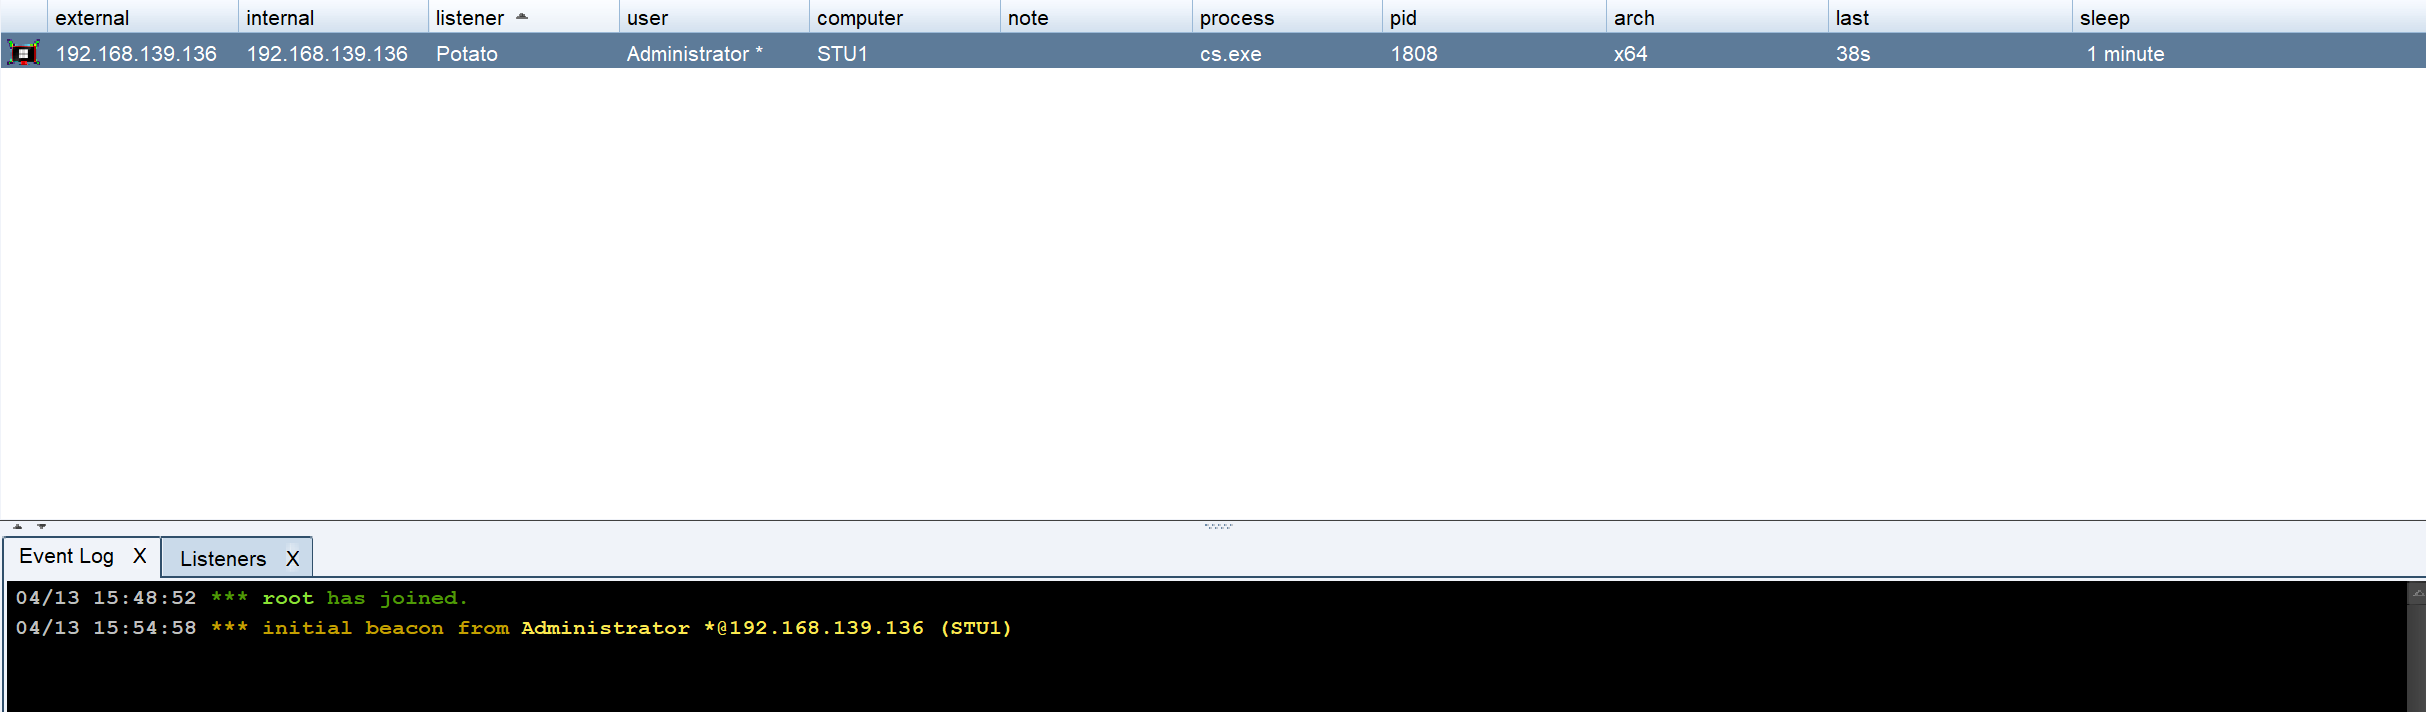 external internal listener user computer note process pid arch last sleep
192.168.139.136 192.168.139.136 Potato Administrator * STU1 cs.exe 1808 x64 38s 1 minute
Event Log X Listeners X
04/13 15:48:52 *** root has joined.
04/13 15:54:58 *** initial beacon from Administrator *@192.168.139.136 (STU1)